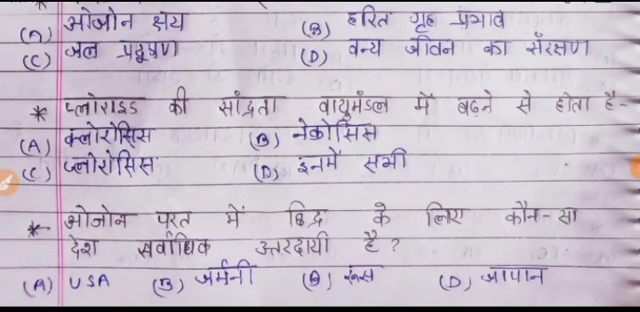 (A) ओजोन क्षय (B) हरित गृह प्रभाव
(C) जल प्रदूषण (D) वन्य जीवन का संरक्षण
* फ्लोराइड की सांद्रता वायुमंडल में बढ़ने से होता है-
(A) क्लोरोसिस (B) नेक्रोसिस
(C) फ्लोरोसिस (D) इनमें सभी
* ओजोन परत में छिद्र के लिए कौन-सा
देश सर्वाधिक उत्तरदायी है?
(A) USA (B) जर्मनी (B) रूस (D) जापान